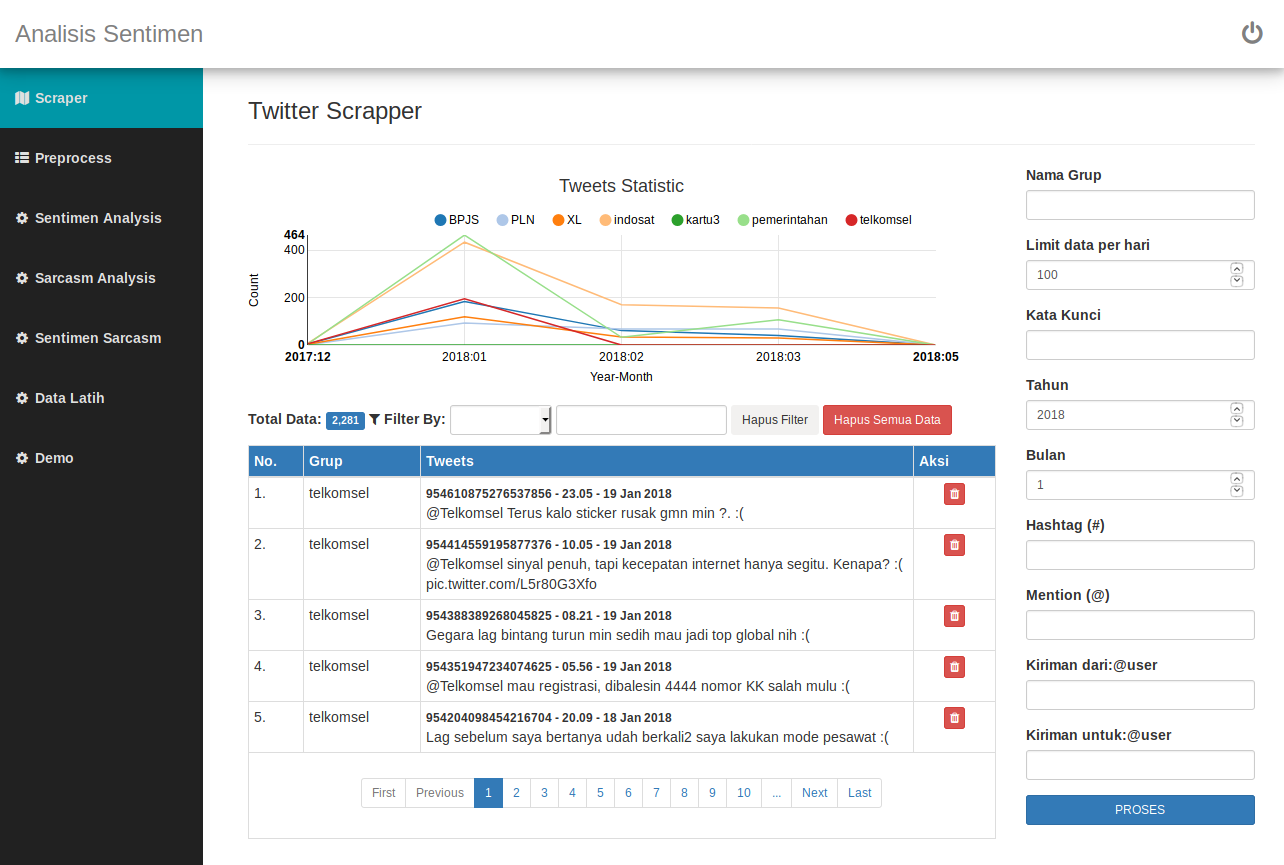 Analisis Sentimen
Scraper
Preprocess
Sentimen Analysis
Sarcasm Analysis
Sentimen Sarcasm
Data Latih
Demo
Twitter Scrapper
Tweets Statistic
BPJS PLN XL indosat kartu3 pemerintahan telkomsel
464
400
200
0
Count
2017:12 2018:01 2018:02 2018:03 2018:05
Year-Month
Total Data: 2,281 Filter By: Hapus Filter Hapus Semua Data
No. Grup Tweets Aksi
1. telkomsel 954610875276537856 - 23.05 - 19 Jan 2018
@Telkomsel Terus kalo sticker rusak gmn min ?. :(
2. telkomsel 954414559195877376 - 10.05 - 19 Jan 2018
@Telkomsel sinyal penuh, tapi kecepatan internet hanya segitu. Kenapa? :(
pic.twitter.com/L5r80G3Xfo
3. telkomsel 954388389268045825 - 08.21 - 19 Jan 2018
Gegara lag bintang turun min sedih mau jadi top global nih :(
4. telkomsel 954351947234074625 - 05.56 - 19 Jan 2018
@Telkomsel mau registrasi, dibalesin 4444 nomor KK salah mulu :(
5. telkomsel 954204098454216704 - 20.09 - 18 Jan 2018
Lag sebelum saya bertanya udah berkali2 saya lakukan mode pesawat :(
First Previous 1 2 3 4 5 6 7 8 9 10 ... Next Last
Nama Grup
Limit data per hari
100
Kata Kunci
Tahun
2018
Bulan
1
Hashtag (#)
Mention (@)
Kiriman dari:@user
Kiriman untuk:@user
PROSES